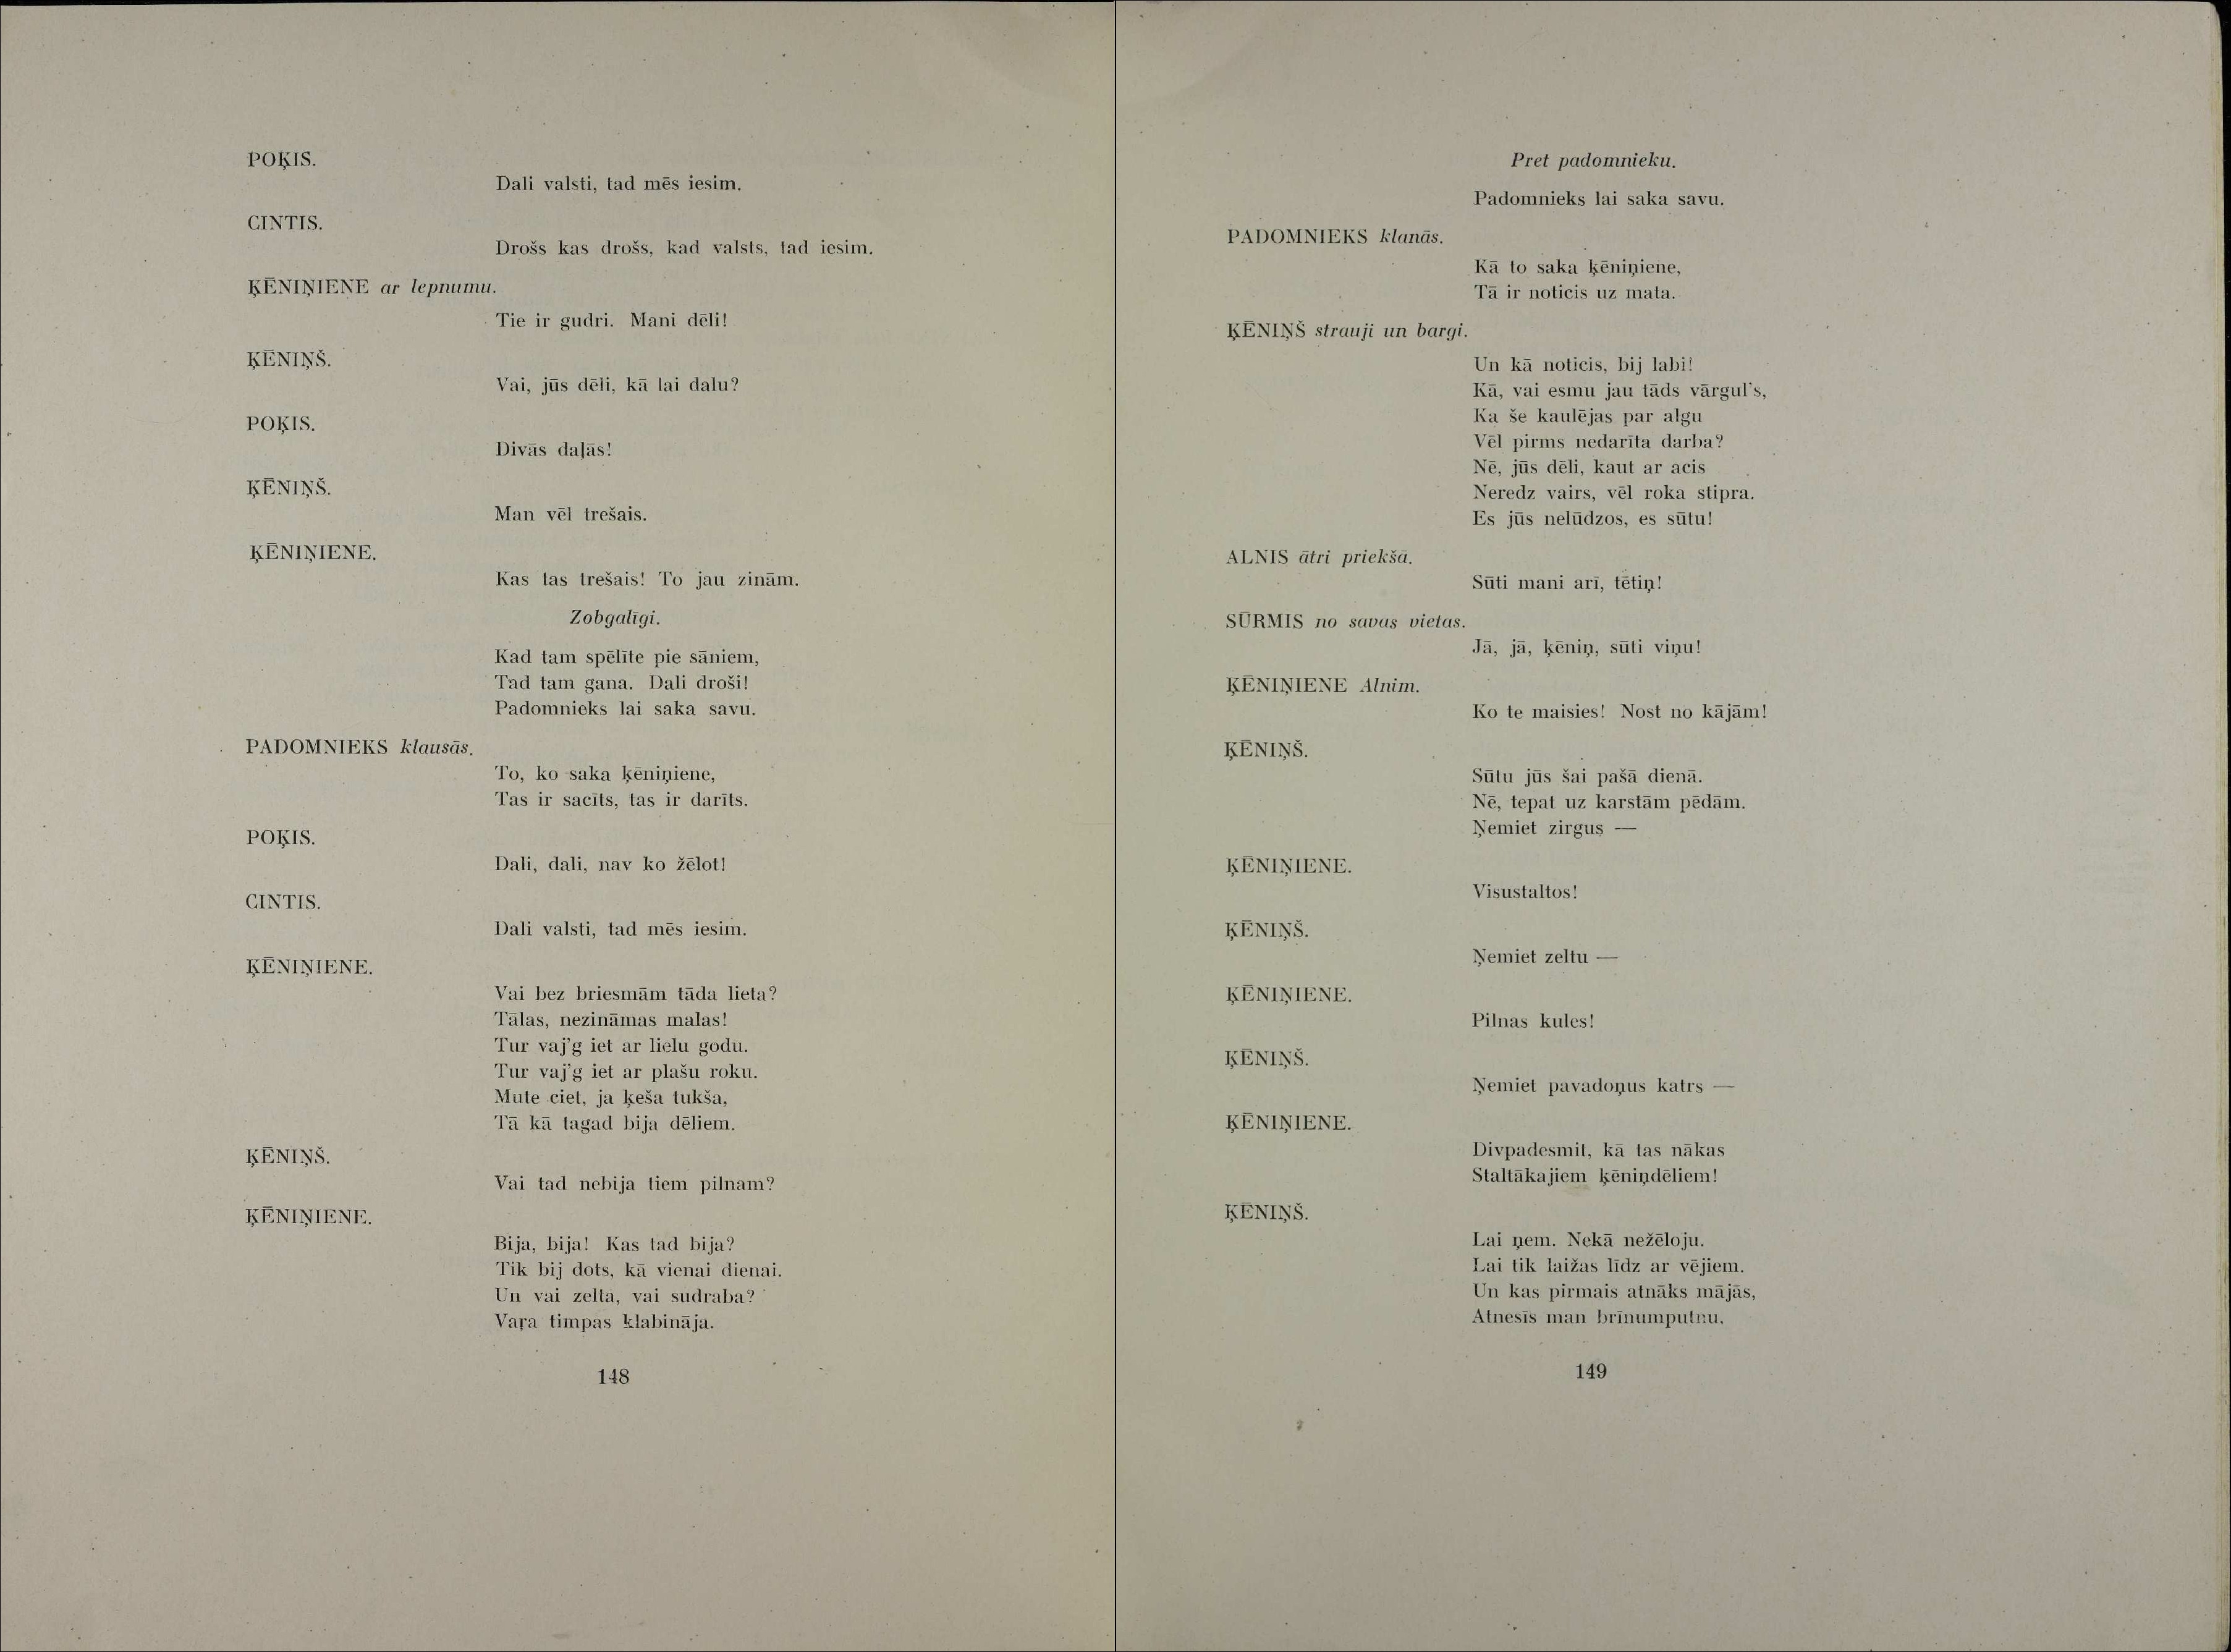 POĶIS.
Dali valsti, tad mēs iesim.
CINTIS.
Drošs kas drošs, kad valsts, tad iesim.
ĶĒNIŅIENE ar lepnumu.
Tie ir gudri. Mani dēli!
ĶĒNIŅŠ.
Vai, jūs dēli, kā lai dalu?
POĶIS.
Divās daļās!
ĶĒNIŅŠ.
Man vēl trešais.
ĶĒNIŅIENE.
Kas tas trešais! To jau zinām.
Zobgalīgi.
Kad tam spēlīte pie sāniem,
Tad tam gana. Dali droši!
Padomnieks lai saka savu.
PADOMNIEKS klausās.
To, ko saka ķēniņiene,
Tas ir sacīts, tas ir darīts.
POĶIS.
Dali, dali, nav ko žēlot!
CINTIS.
Dali valsti, tad mēs iesim.
ĶĒNIŅIENE.
Vai bez briesmām tāda lieta?
Tālas, nezināmas malas!
Tur vaj'g iet ar lielu godu.
Tur vaj'g iet ar plašu roku.
Mute ciet, ja ķeša tukša,
Tā kā tagad bija dēliem.
ĶĒNIŅŠ.
Vai tad nebija tiem pilnam?
ĶĒNIŅIENE.
Bija, bija! Kas tad bija?
Tik bij dots, kā vienai dienai.
Un vai zelta, vai sudraba?
Vaŗa timpas klabināja.
148
Pret padomnieku.
Padomnieks lai saka savu.
PADOMNIEKS klanās.
Kā to saka ķēniņiene,
Tā ir noticis uz mata.
ĶĒNIŅŠ strauji un bargi.
Un kā noticis, bij labi!
Kā, vai esmu jau tāds vārgul's,
Ka še kaulējas par algu
Vēl pirms nedarīta darba?
Nē, jūs dēli, kaut ar acis
Neredz vairs, vēl roka stipra.
Es jūs nelūdzos, es sūtu!
ALNIS ātri priekšā.
Sūti mani arī, tētiņ!
SŪRMIS no savas vietas.
Jā, jā, ķēniņ, sūti viņu!
ĶĒNIŅIENE Alnim.
Ko te maisies! Nost no kājām!
ĶĒNIŅŠ.
Sūtu jūs šai pašā dienā.
Nē, tepat uz karstām pēdām.
Ņemiet zirgus —
ĶĒNIŅIENE.
Visustaltos!
ĶĒNIŅŠ.
Ņemiet zeltu —
ĶĒNIŅIENE.
Pilnas kules!
ĶĒNIŅŠ.
Ņemiet pavadoņus katrs —
ĶĒNIŅIENE.
Divpadesmit, kā tas nākas
Staltākajiem ķēniņdēliem!
ĶĒNIŅŠ.
Lai ņem. Nekā nežēloju.
Lai tik laižas līdz ar vējiem.
Un kas pirmais atnāks mājās,
Atnesīs man brīnumputnu,
149